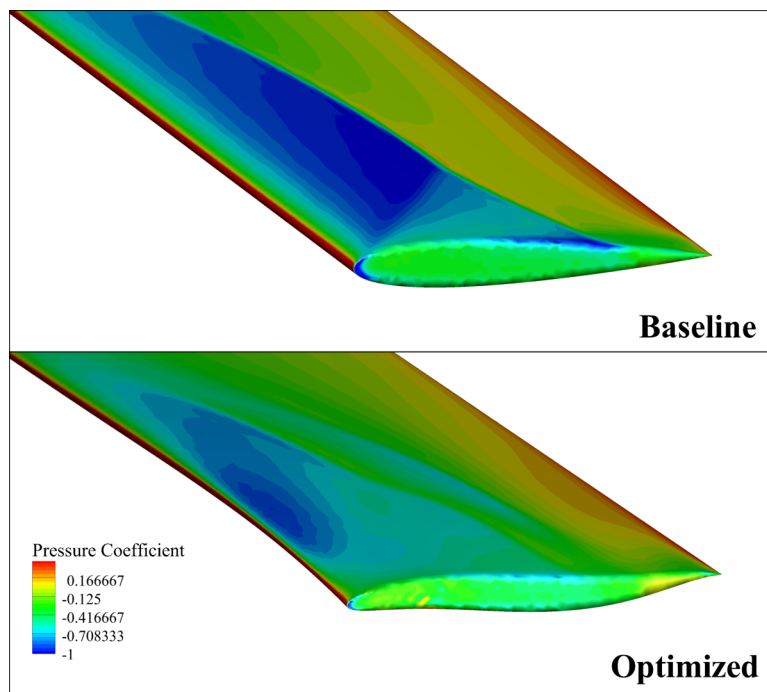 Baseline
Pressure Coefficient
0.166667
-0.125
-0.416667
-0.708333
-1
Optimized